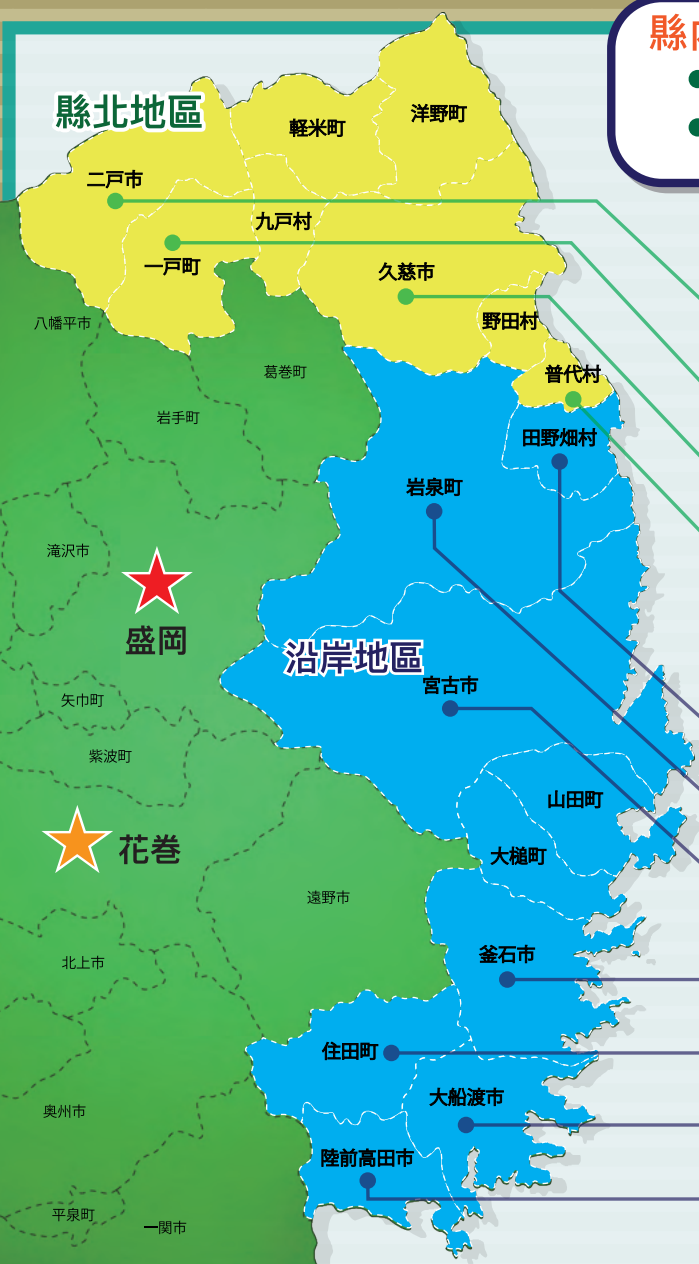 縣
縣北地區
洋野町
軽米町
二戸市
九戸村
一戸町
久慈市
野田村
八幡平市
葛巻町
普代村
岩手町
田野畑村
岩泉町
滝沢市
盛岡
沿岸地區
宮古市
矢巾町
紫波町
山田町
花巻
大槌町
遠野市
釜石市
北上市
住田町
大船渡市
奥州市
陸前高田市
平泉町
一関市